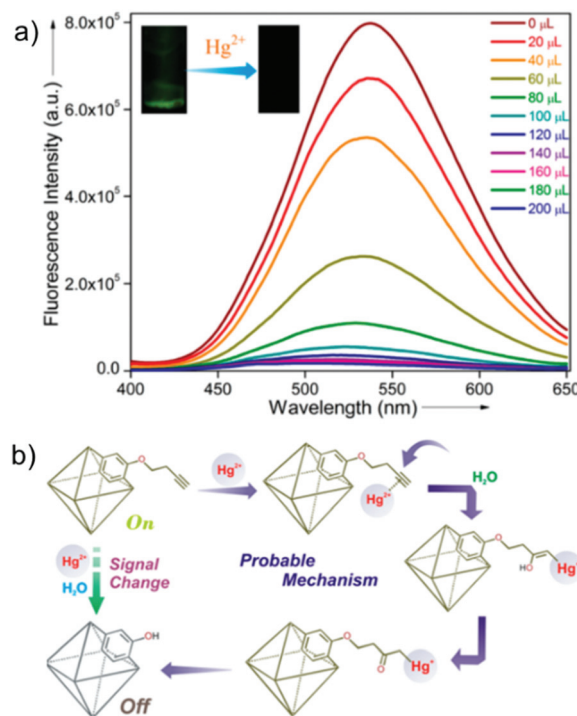 a)
Fluorescence Intensity (a.u.)
8.0x10⁵
6.0x10⁵
4.0x10⁵
2.0x10⁵
0.0
Hg²⁺
0 μL
20 μL
40 μL
60 μL
80 μL
100 μL
120 μL
140 μL
160 μL
180 μL
200 μL
400 450 500 550 600 650
Wavelength (nm)
b)
O
On
Hg²⁺
O
Hg²⁺
H₂O
Hg²⁺
H₂O
Signal
Change
Probable
Mechanism
O
HO
OH
Off
O
O
Hg⁺